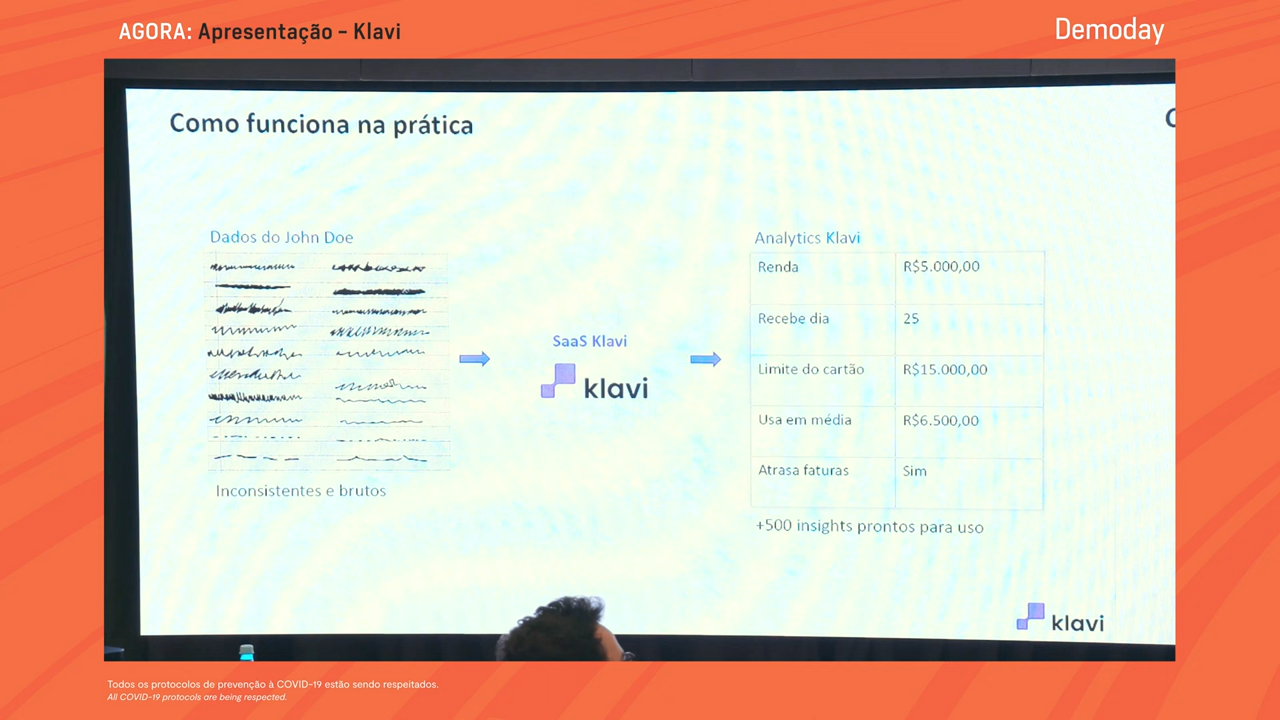 AGORA: Apresentação - Klavi
Demoday
Como funciona na prática
Dados do John Doe
Inconsistentes e brutos
SaaS Klavi
klavi
Analytics Klavi
Renda R$5.000,00
Recebe dia 25
Limite do cartão R$15.000,00
Usa em média R$6.500,00
Atrasa faturas Sim
+500 insights prontos para uso
klavi
Todos os protocolos de prevenção à COVID-19 estão sendo respeitados.
All COVID-19 protocols are being respected.